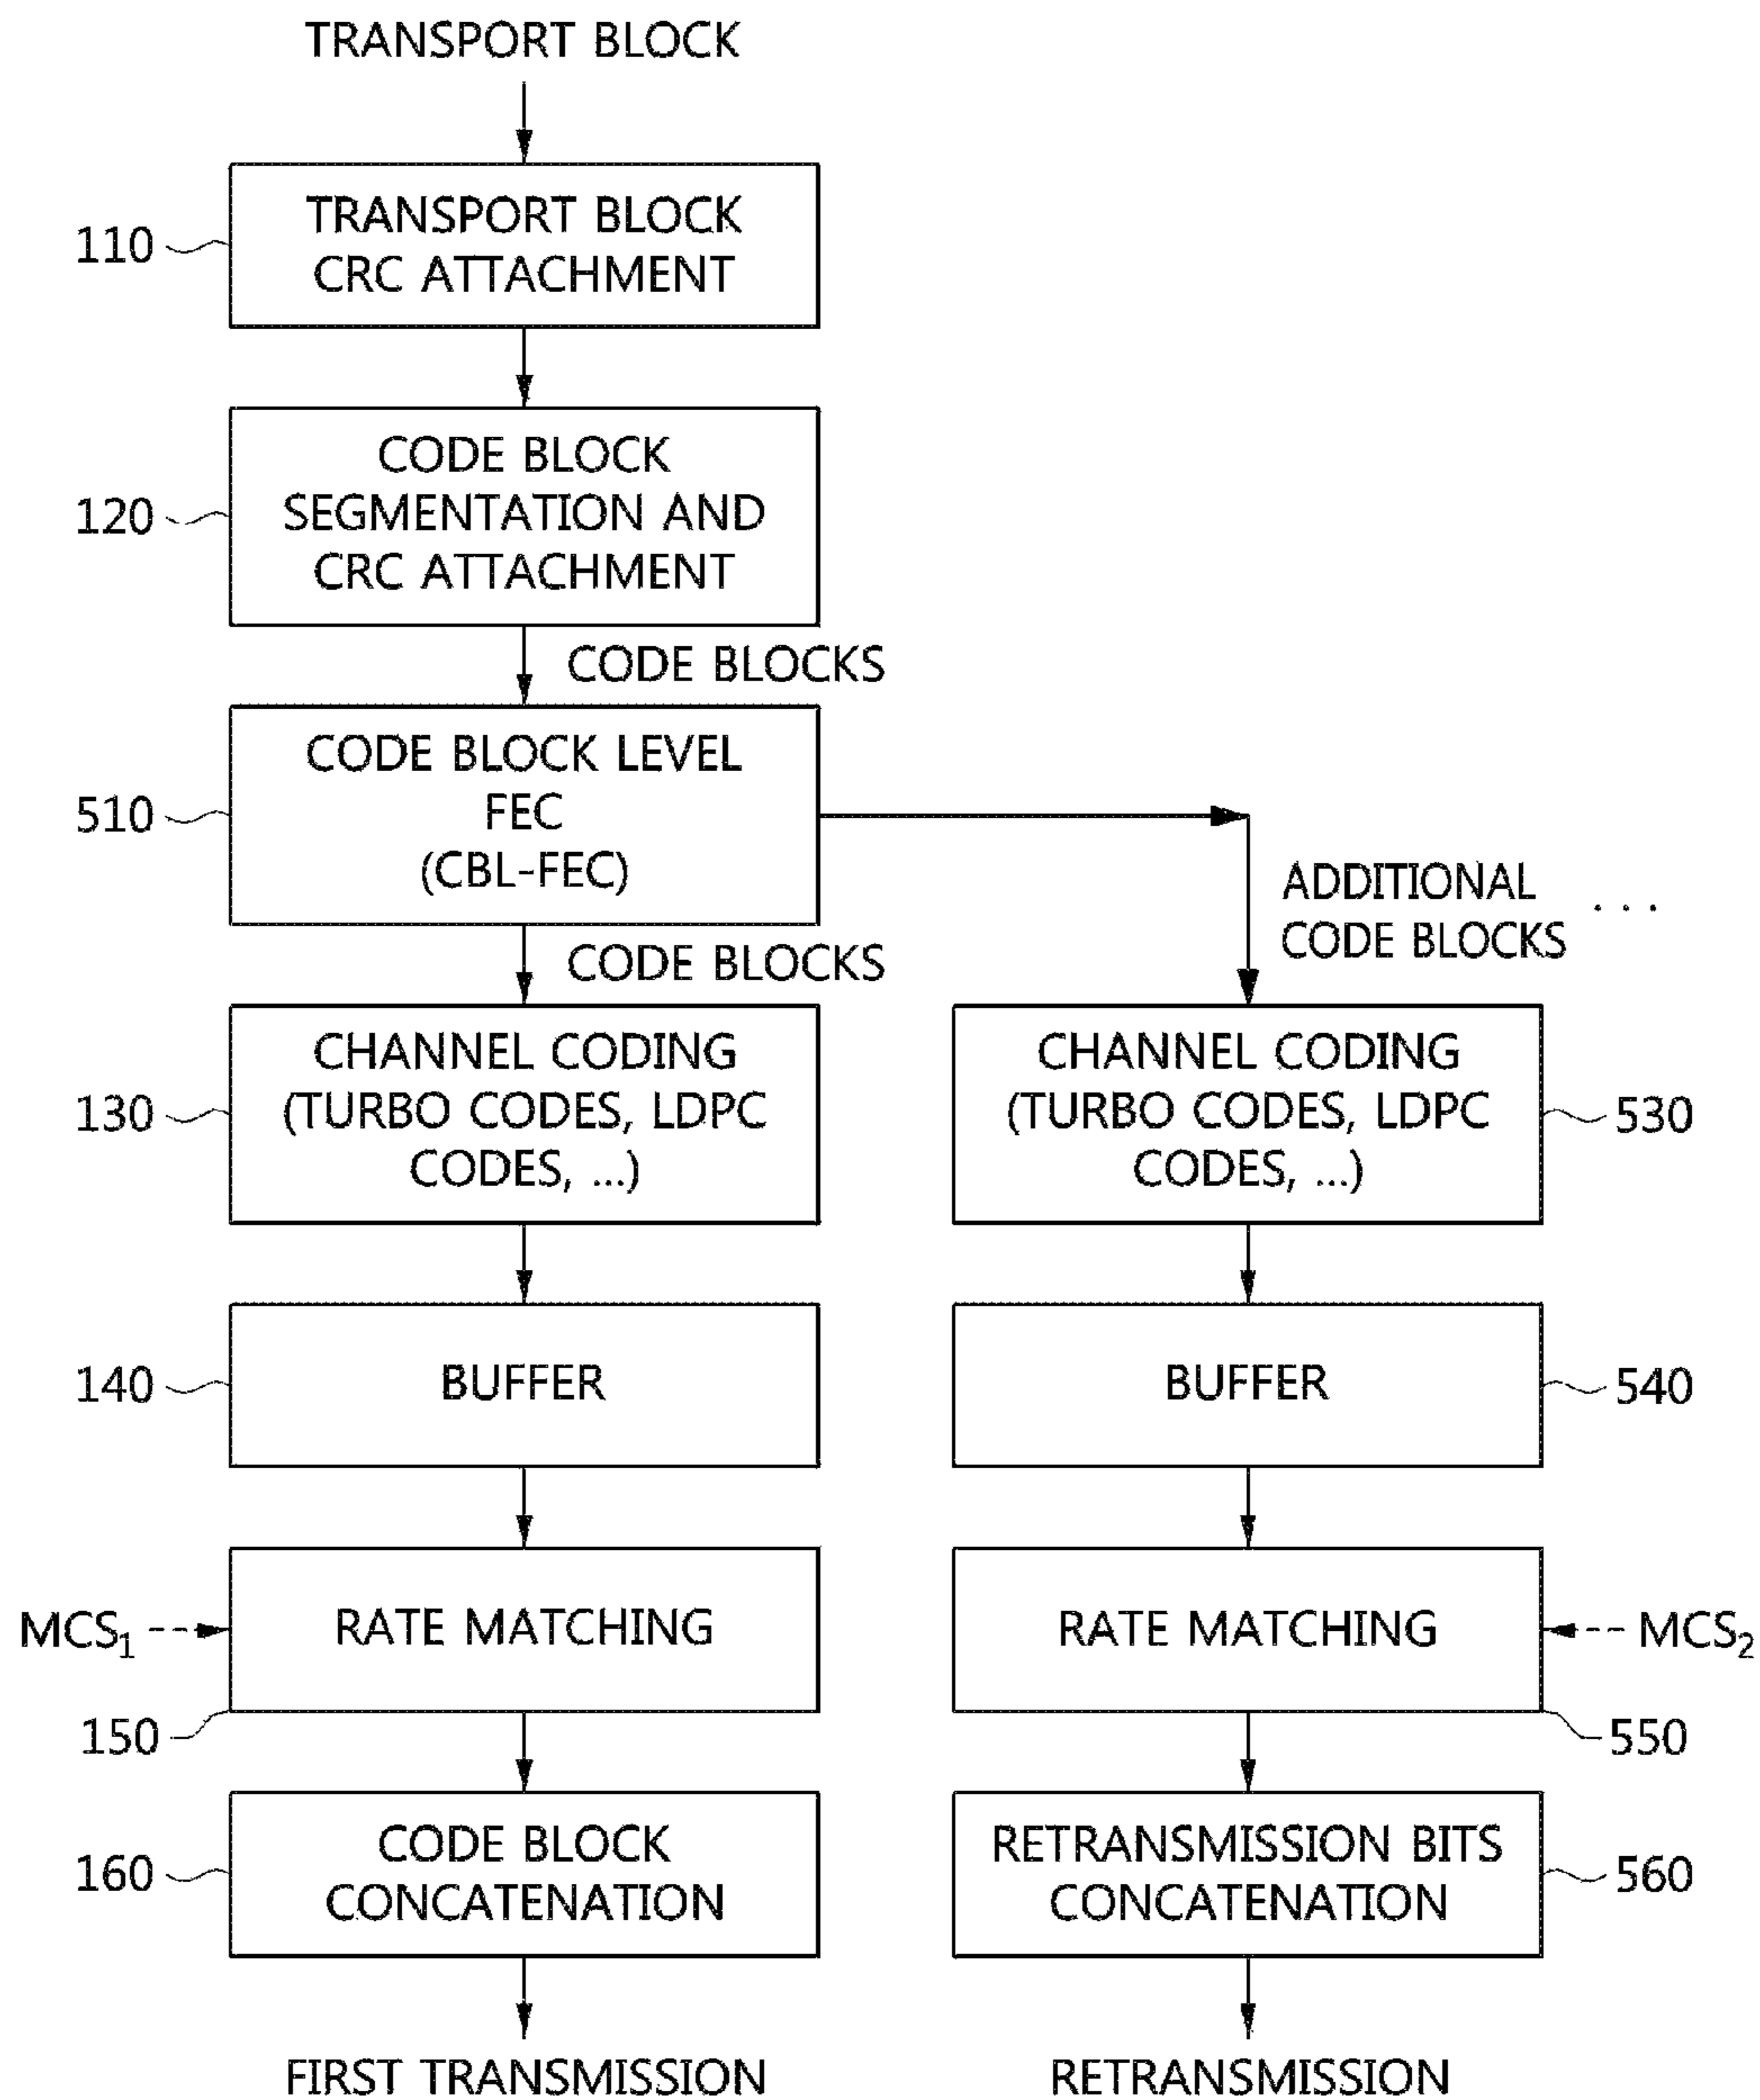 TRANSPORT BLOCK
110
TRANSPORT BLOCK
CRC ATTACHMENT
120
CODE BLOCK
SEGMENTATION AND
CRC ATTACHMENT
CODE BLOCKS
510
CODE BLOCK LEVEL
FEC
(CBL-FEC)
ADDITIONAL
CODE BLOCKS
. . .
CODE BLOCKS
130
CHANNEL CODING
(TURBO CODES, LDPC
CODES, ...)
CHANNEL CODING
(TURBO CODES, LDPC
CODES, ...)
530
140
BUFFER
BUFFER
540
MCS1
RATE MATCHING
150
RATE MATCHING
MCS2
550
160
CODE BLOCK
CONCATENATION
RETRANSMISSION BITS
CONCATENATION
560
FIRST TRANSMISSION
RETRANSMISSION